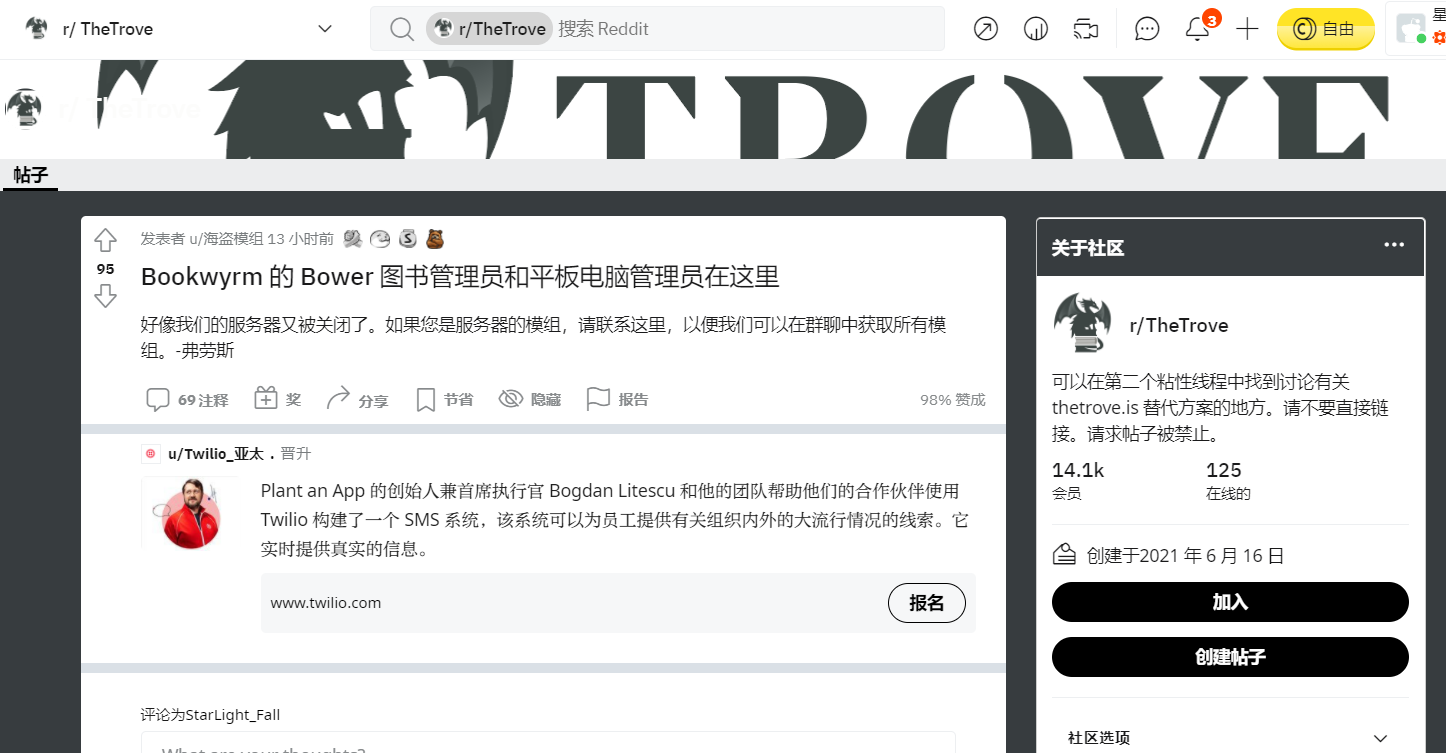 r/ TheTrove
r/TheTrove 搜索 Reddit
3
自由
星
r/ TheTrove
TROVE
帖子
发表者 u/海盗模组 13 小时前
95
Bookwyrm 的 Bower 图书管理员和平板电脑管理员在这里
好像我们的服务器又被关闭了。如果您是服务器的模组，请联系这里，以便我们可以在群聊中获取所有模
组。-弗劳斯
69 注释 奖 分享 节省 隐藏 报告 98% 赞成
u/Twilio_亚太 . 晋升
Plant an App 的创始人兼首席执行官 Bogdan Litescu 和他的团队帮助他们的合作伙伴使用
Twilio 构建了一个 SMS 系统，该系统可以为员工提供有关组织内外的大流行情况的线索。它
实时提供真实的信息。
www.twilio.com 报名
评论为StarLight_Fall
What are your thoughts?
关于社区
r/TheTrove
可以在第二个粘性线程中找到讨论有关
thetrove.is 替代方案的地方。请不要直接链
接。请求帖子被禁止。
14.1k 125
会员 在线的
创建于2021 年 6 月 16 日
加入
创建帖子
社区选项